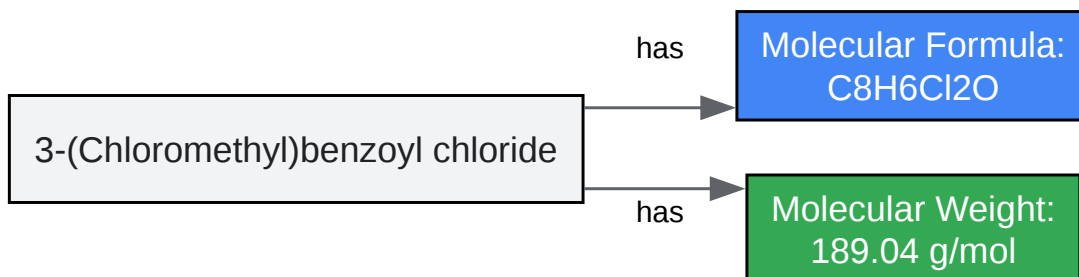 has
Molecular Formula:
C8H6Cl2O
3-(Chloromethyl)benzoyl chloride
has
Molecular Weight:
189.04 g/mol